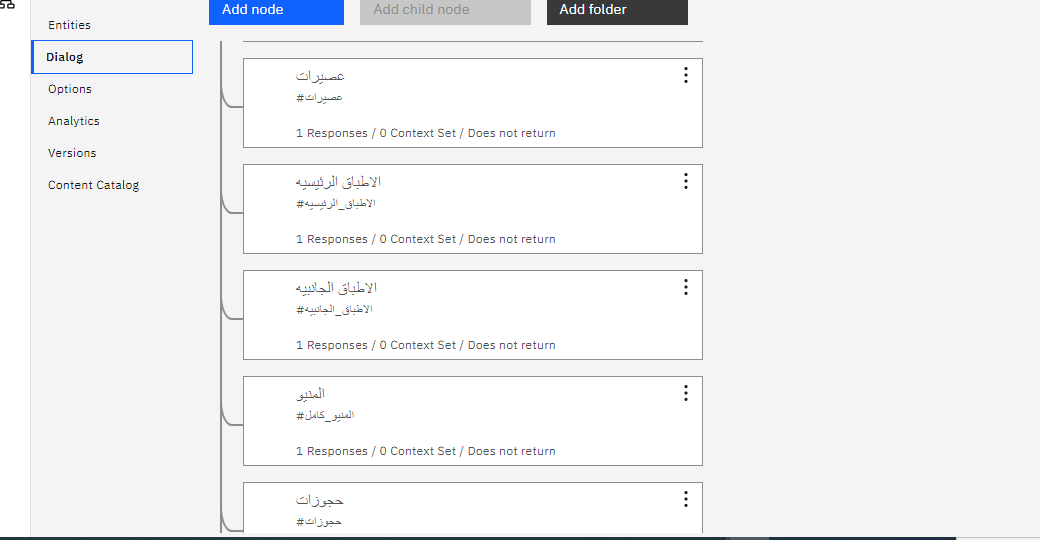 Add node
Add child node
Add folder
Entities
Dialog
Options
Analytics
Versions
Content Catalog
عصيرات
#عصيرات
1 Responses / 0 Context Set / Does not return
الاطباق الرئيسيه
#الاطباق_الرئيسيه
1 Responses / 0 Context Set / Does not return
الاطباق الجانبيه
#الاطباق_الجانبيه
1 Responses / 0 Context Set / Does not return
المنيو
#المنيو_كامل
1 Responses / 0 Context Set / Does not return
حجوزات
#حجوزات